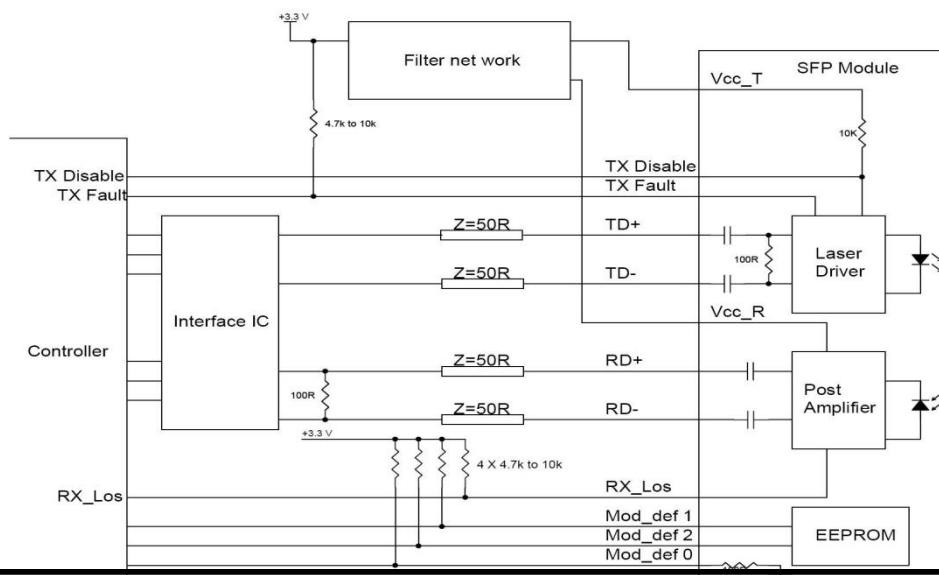 +3.3 V
Filter net work
SFP Module
Vcc_T
4.7k to 10k
10K
TX Disable
TX Disable
TX Fault
TX Fault
Z=50R
TD+
100R
Laser
Driver
Z=50R
TD-
Interface IC
Vcc_R
Controller
Z=50R
RD+
100R
Post
Amplifier
Z=50R
RD-
+3.3 V
4 X 4.7k to 10k
RX_Los
RX_Los
Mod_def 1
Mod_def 2
EEPROM
Mod_def 0